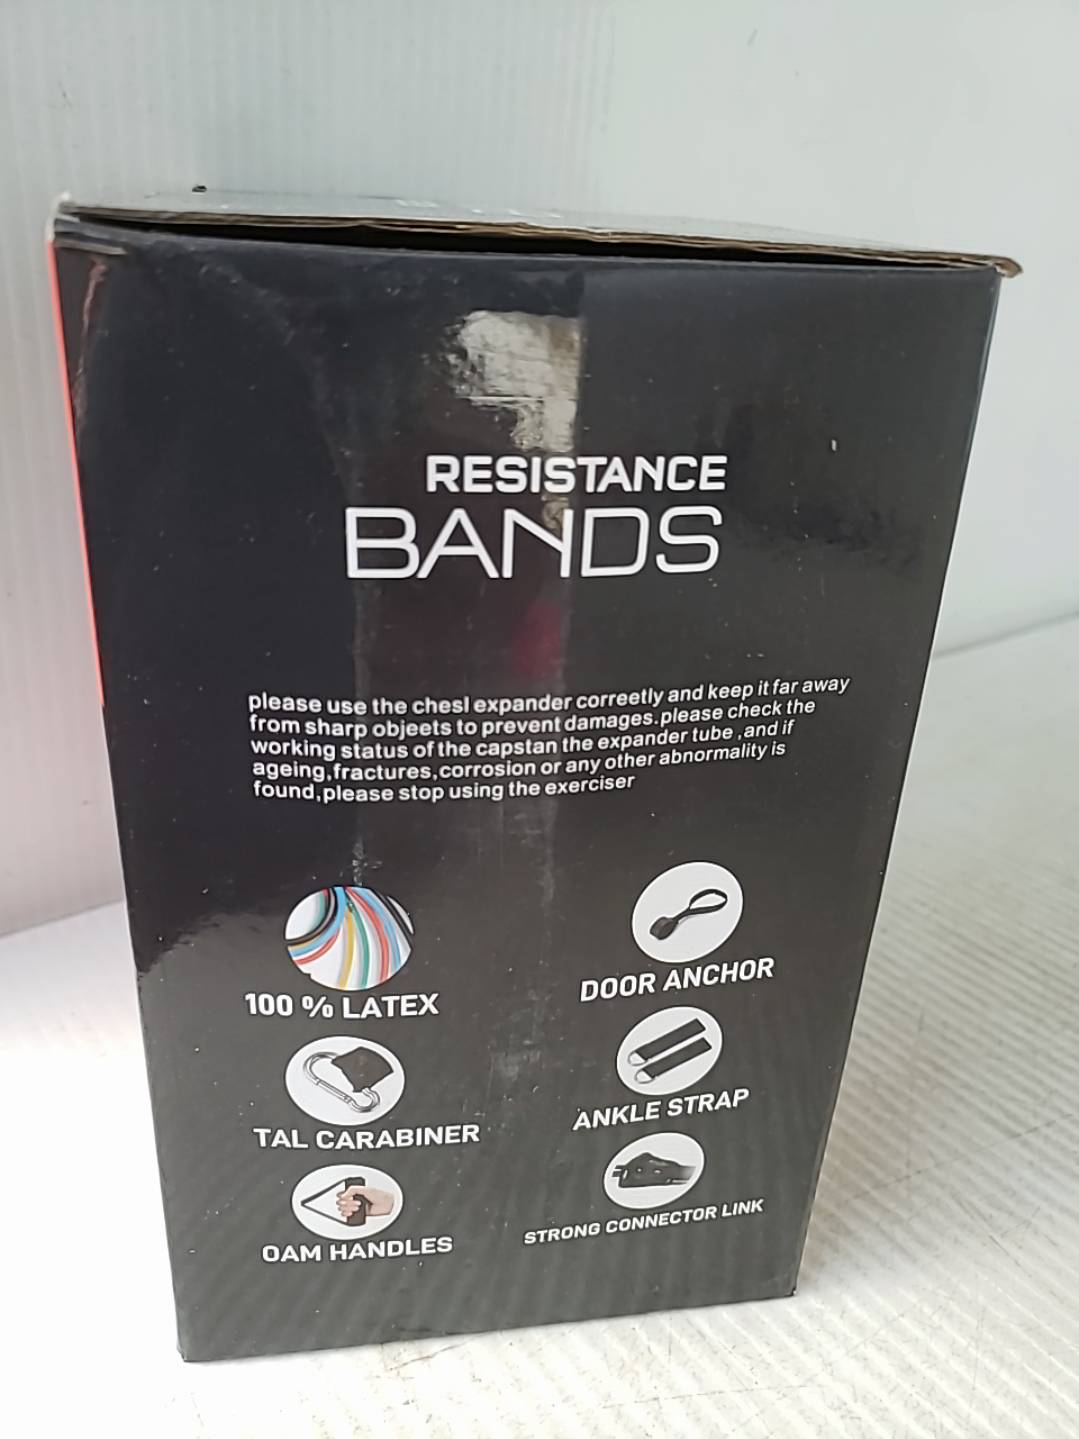 RESISTANCE
BANDS
please use the chesl expander correetly and keep it far away
from sharp objeets to prevent damages.please check the
working status of the capstan the expander tube ,and if
ageing,fractures,corrosion or any other abnormality is
found,please stop using the exerciser
100 % LATEX
DOOR ANCHOR
TAL CARABINER
ANKLE STRAP
OAM HANDLES
STRONG CONNECTOR LINK